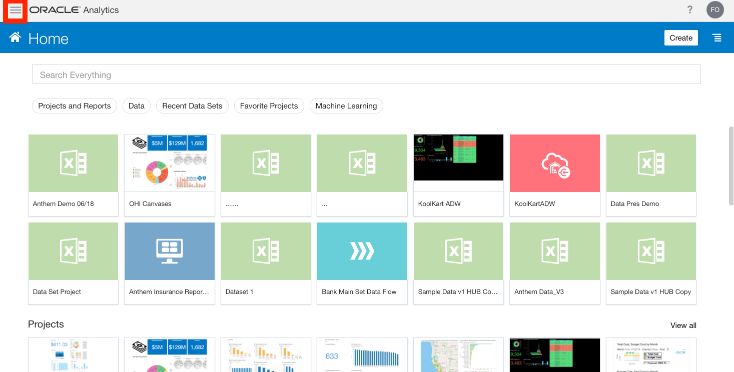 ORACLE Analytics
? FO
Home
Create
Search Everything
Projects and Reports Data Recent Data Sets Favorite Projects Machine Learning
$5M $129M 1,682
Anthem Demo 06/18 OHI Canvases ...... ... KoolKart ADW KoolKartADW Data Pres Demo
Data Set Project Anthem Insurance Repor... Dataset 1 Bank Main Set Data Flow Sample Data v1 HUB Co... Anthem Data_V3 Sample Data v1 HUB Copy
Projects View all
$5M $129M 1,682
633